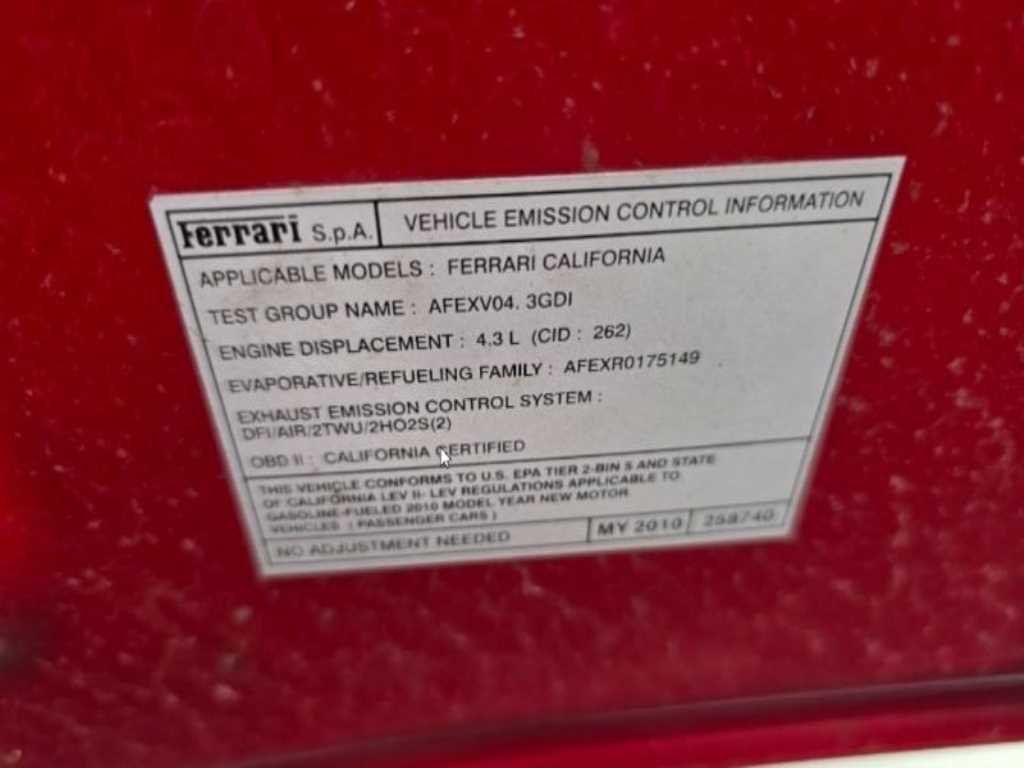 Ferrari S.p.A. VEHICLE EMISSION CONTROL INFORMATION
APPLICABLE MODELS : FERRARI CALIFORNIA
TEST GROUP NAME : AFEXV04. 3GDI
ENGINE DISPLACEMENT : 4.3 L (CID : 262)
EVAPORATIVE/REFUELING FAMILY : AFEXR0175149
EXHAUST EMISSION CONTROL SYSTEM :
DFI/AIR/2TWU/2HO2S(2)
OBD II : CALIFORNIA CERTIFIED
THIS VEHICLE CONFORMS TO U.S. EPA TIER 2-BIN 5 AND STATE
OF CALIFORNIA LEV II- LEV REGULATIONS APPLICABLE TO
GASOLINE-FUELED 2010 MODEL YEAR NEW MOTOR
VEHICLES ( PASSENGER CARS )
NO ADJUSTMENT NEEDED MY 2010